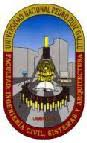 UNIVERSIDAD NACIONAL PEDRO RUIZ GALLO
FACULTAD INGENIERIA CIVIL, SISTEMAS Y ARQUITECTURA